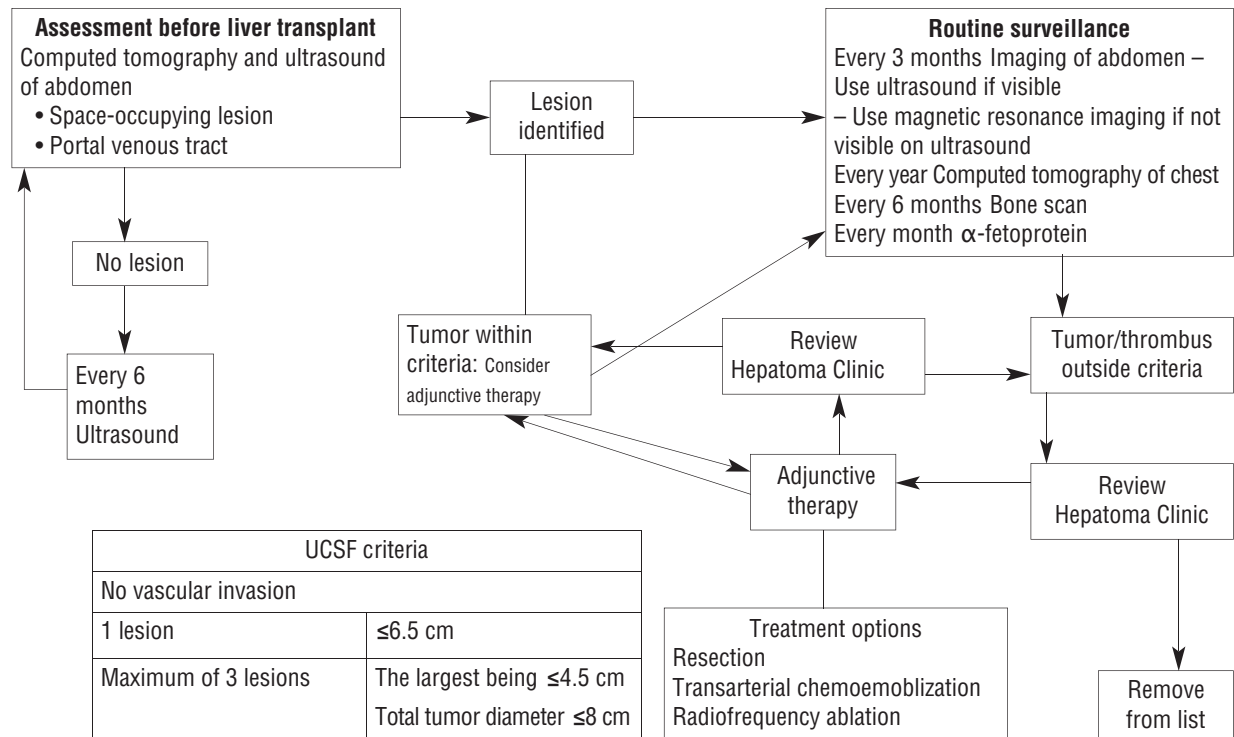 Assessment before liver transplant
Computed tomography and ultrasound
of abdomen
• Space-occupying lesion
• Portal venous tract
Lesion
identified
Routine surveillance
Every 3 months Imaging of abdomen –
Use ultrasound if visible
– Use magnetic resonance imaging if not
visible on ultrasound
Every year Computed tomography of chest
Every 6 months Bone scan
Every month α-fetoprotein
No lesion
Every 6
months
Ultrasound
Tumor within
criteria: Consider
adjunctive therapy
Review
Hepatoma Clinic
Tumor/thrombus
outside criteria
Adjunctive
therapy
Review
Hepatoma Clinic
UCSF criteria
No vascular invasion
1 lesion ≤6.5 cm
Maximum of 3 lesions The largest being ≤4.5 cm
Total tumor diameter ≤8 cm
Treatment options
Resection
Transarterial chemoemoblization
Radiofrequency ablation
Remove
from list